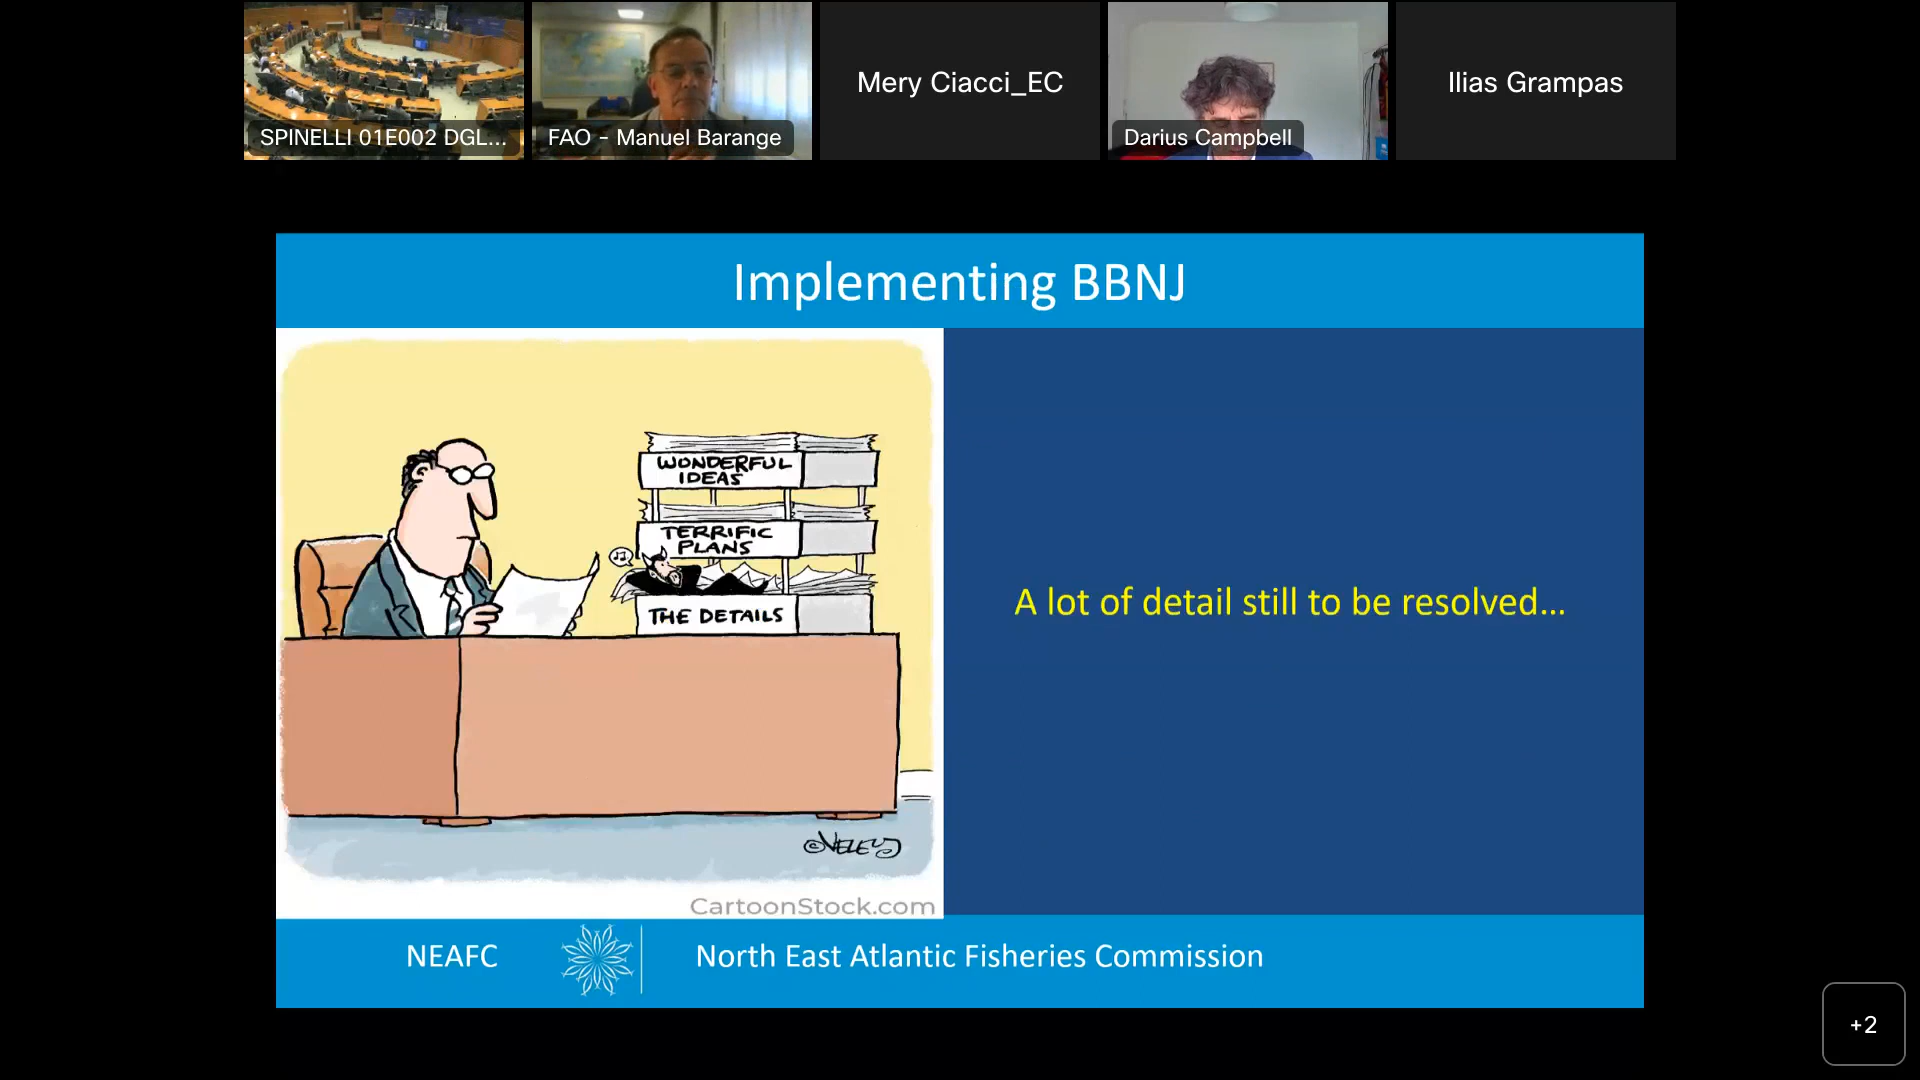 SPINELLI 01E002 DGL...
FAO - Manuel Barange
Mery Ciacci_EC
Darius Campbell
Ilias Grampas
Implementing BBNJ
WONDERFUL
IDEAS
TERRIFIC
PLANS
THE DETAILS
A lot of detail still to be resolved...
CartoonStock.com
NEAFC
North East Atlantic Fisheries Commission
+2